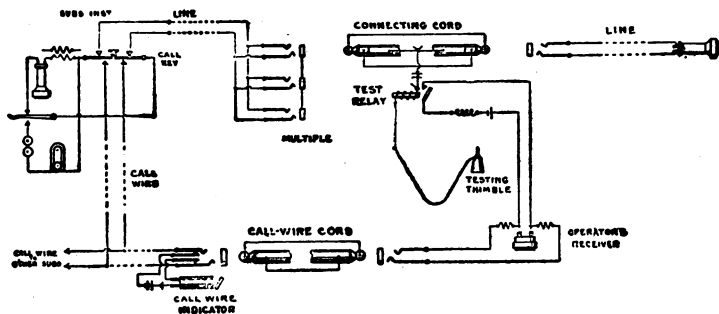 SUBS INST
LINE
CALL
KEY
MULTIPLE
CONNECTING CORD
LINE
TEST
RELAY
TESTING
THIMBLE
CALL
WIRE
CALL-WIRE CORD
OPERATOR'S
RECEIVER
CALL WIRE
OTHER SUBS
CALL WIRE
INDICATOR